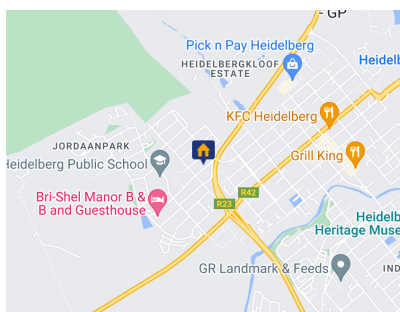 - GP
Pick n Pay Heidelberg
HEIDELBERGKLOOF
ESTATE
Heidelb
KFC Heidelberg
JORDAANPARK
Heidelberg Public School
Grill King
Bri-Shel Manor B &
B and Guesthouse
R42
R23
Heidelb
Heritage Muse
GR Landmark & Feeds
IND